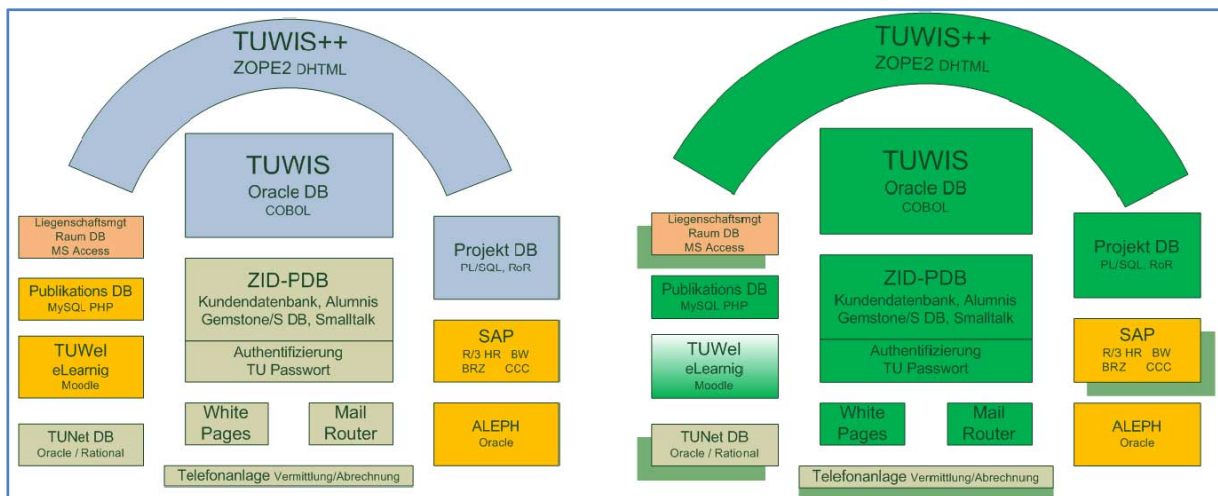 TUWIS++
ZOPE2 DHTML
TUWIS
Oracle DB
COBOL
Liegenschaftsmgt
Raum DB
MS Access
Projekt DB
PL/SQL, RoR
Publikations DB
MySQL PHP
ZID-PDB
Kundendatenbank, Alumnis
Gemstone/S DB, Smalltalk
Authentifizierung
TU Passwort
TUWel
eLearnig
Moodle
SAP
R/3 HR BW
BRZ CCC
White
Pages
Mail
Router
TUNet DB
Oracle / Rational
ALEPH
Oracle
Telefonanlage Vermittlung/Abrechnung
TUWIS++
ZOPE2 DHTML
TUWIS
Oracle DB
COBOL
Liegenschaftsmgt
Raum DB
MS Access
Projekt DB
PL/SQL, RoR
Publikations DB
MySQL PHP
ZID-PDB
Kundendatenbank, Alumnis
Gemstone/S DB, Smalltalk
Authentifizierung
TU Passwort
TUWel
eLearnig
Moodle
SAP
R/3 HR BW
BRZ CCC
White
Pages
Mail
Router
TUNet DB
Oracle / Rational
ALEPH
Oracle
Telefonanlage Vermittlung/Abrechnung